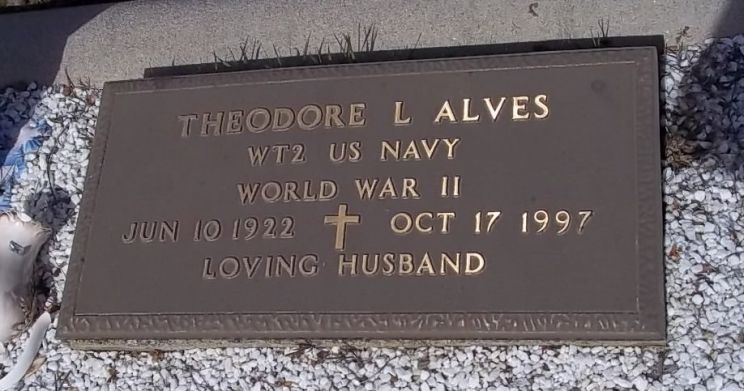 THEODORE L ALVES
WT2 US NAVY
WORLD WAR II
JUN 10 1922 OCT 17 1997
LOVING HUSBAND